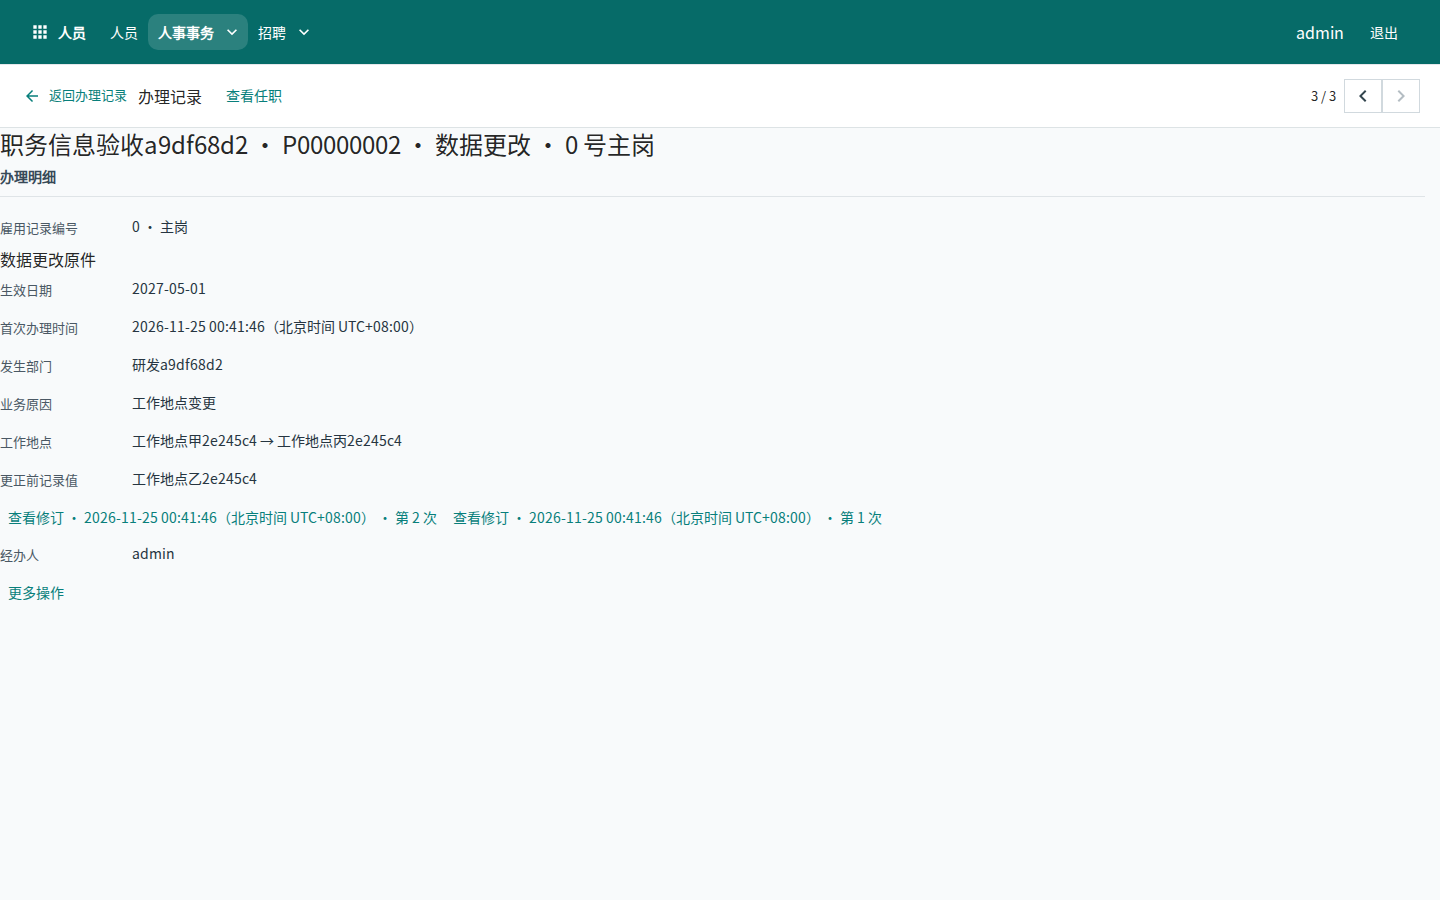 人员 人员 人事事务 招聘 admin 退出
返回办理记录 办理记录 查看任职 3 / 3
职务信息验收a9df68d2 · P00000002 · 数据更改 · 0 号主岗
办理明细
雇用记录编号 0 · 主岗
数据更改原件
生效日期 2027-05-01
首次办理时间 2026-11-25 00:41:46（北京时间 UTC+08:00）
发生部门 研发a9df68d2
业务原因 工作地点变更
工作地点 工作地点甲2e245c4 → 工作地点丙2e245c4
更正前记录值 工作地点乙2e245c4
查看修订 · 2026-11-25 00:41:46（北京时间 UTC+08:00） · 第 2 次 查看修订 · 2026-11-25 00:41:46（北京时间 UTC+08:00） · 第 1 次
经办人 admin
更多操作